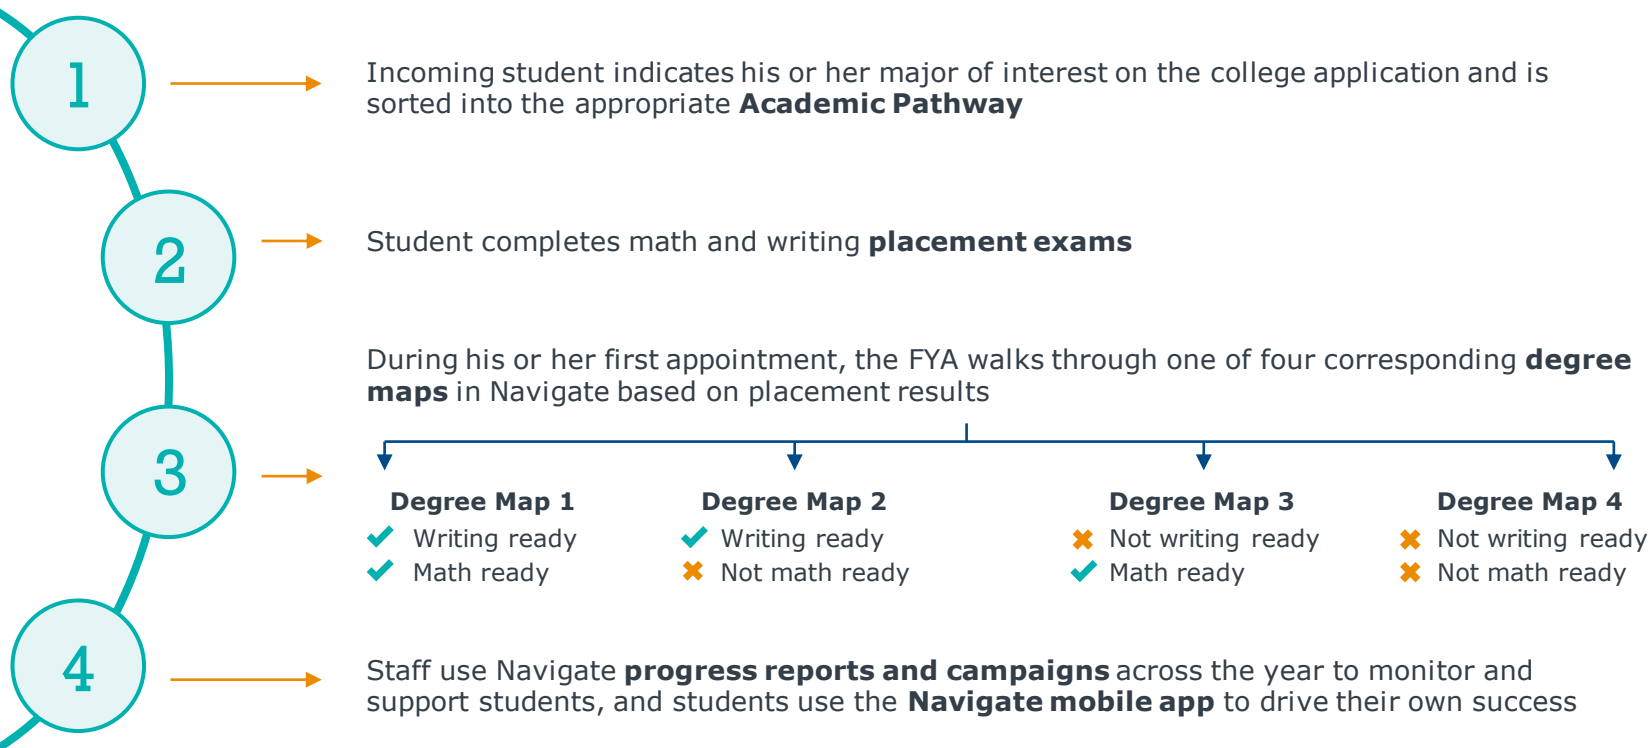 1
Incoming student indicates his or her major of interest on the college application and is
sorted into the appropriate Academic Pathway
2
Student completes math and writing placement exams
3
During his or her first appointment, the FYA walks through one of four corresponding degree
maps in Navigate based on placement results
Degree Map 1
Writing ready
Math ready
Degree Map 2
Writing ready
Not math ready
Degree Map 3
Not writing ready
Math ready
Degree Map 4
Not writing ready
Not math ready
4
Staff use Navigate progress reports and campaigns across the year to monitor and
support students, and students use the Navigate mobile app to drive their own success